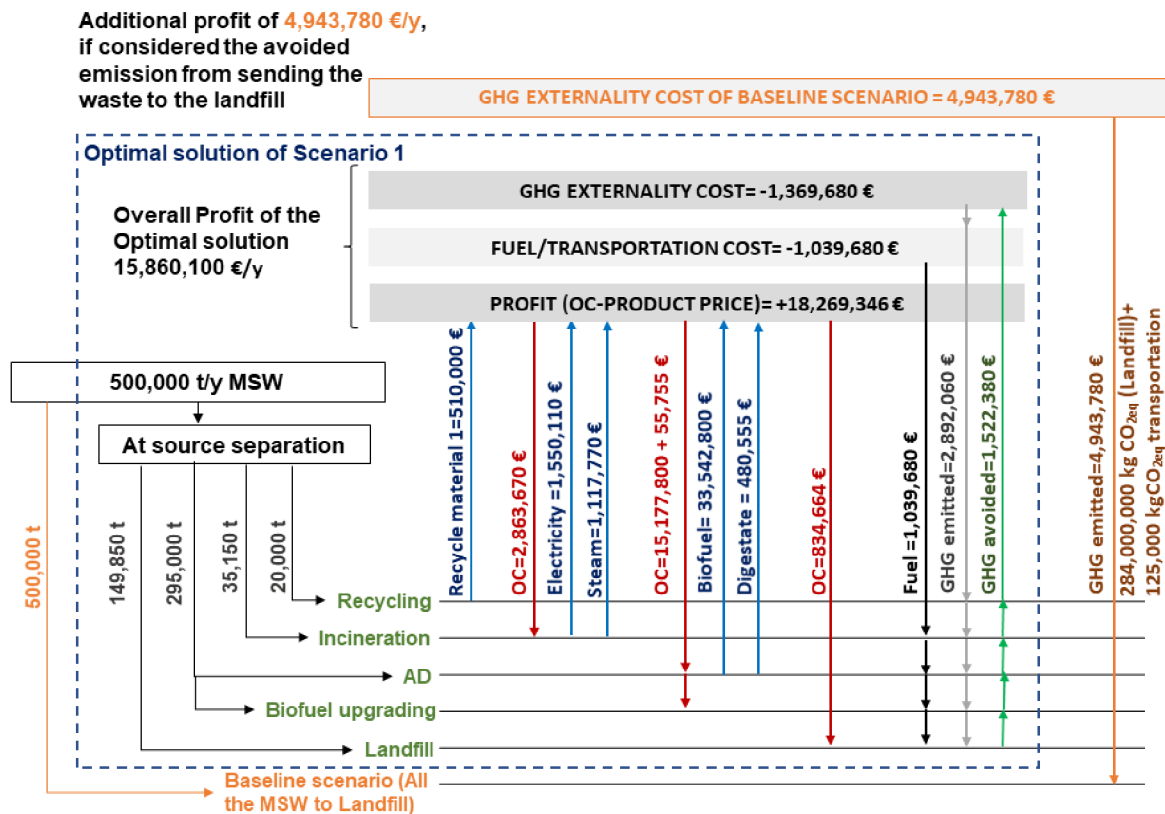 Additional profit of 4,943,780 €/y,
if considered the avoided
emission from sending the
waste to the landfill
GHG EXTERNALITY COST OF BASELINE SCENARIO = 4,943,780 €
Optimal solution of Scenario 1
GHG EXTERNALITY COST= -1,369,680 €
Overall Profit of the
Optimal solution
15,860,100 €/y
FUEL/TRANSPORTATION COST= -1,039,680 €
PROFIT (OC-PRODUCT PRICE)= +18,269,346 €
500,000 t/y MSW
At source separation
500,000 t
149,850 t
295,000 t
35,150 t
20,000 t
Recycle material 1=510,000 €
OC=2,863,670 €
Electricity =1,550,110 €
Steam=1,117,770 €
OC=15,177,800 + 55,755 €
Biofuel= 33,542,800 €
Digestate = 480,555 €
OC=834,664 €
Fuel =1,039,680 €
GHG emitted=2,892,060 €
GHG avoided=1,522,380 €
GHG emitted=4,943,780 €
284,000,000 kg CO2eq (Landfill)+
125,000 kgCO2eq transportation
Recycling
Incineration
AD
Biofuel upgrading
Landfill
Baseline scenario (All
the MSW to Landfill)